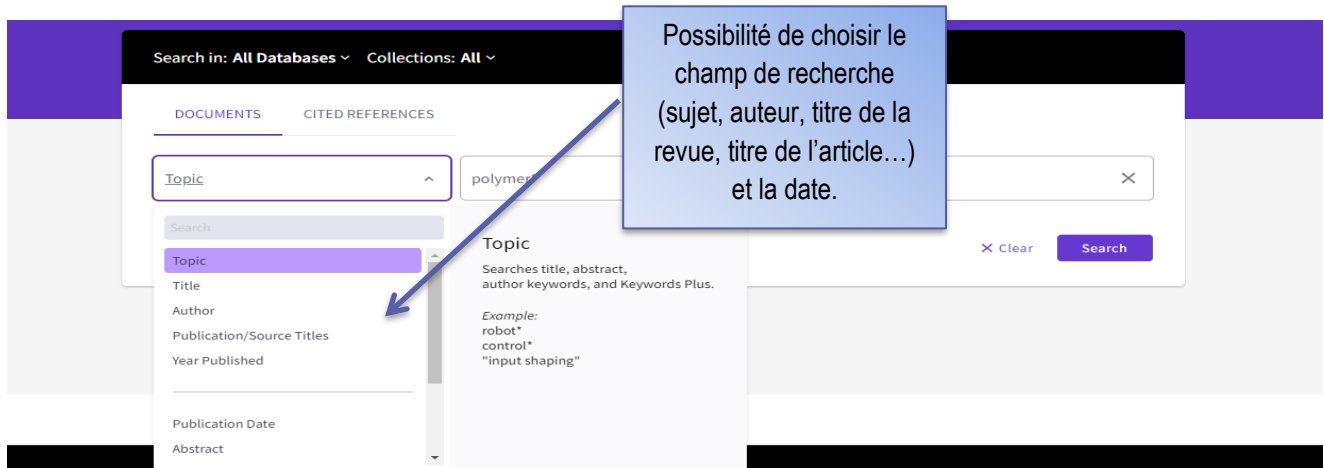 Search in: All Databases Collections: All
Possibilité de choisir le
champ de recherche
(sujet, auteur, titre de la
revue, titre de l’article…)
et la date.
DOCUMENTS CITED REFERENCES
Topic
Search
Topic
Title
Author
Publication/Source Titles
Year Published
Publication Date
Abstract
Topic
Searches title, abstract,
author keywords, and Keywords Plus.
Example:
robot*
control*
"input shaping"
Clear Search